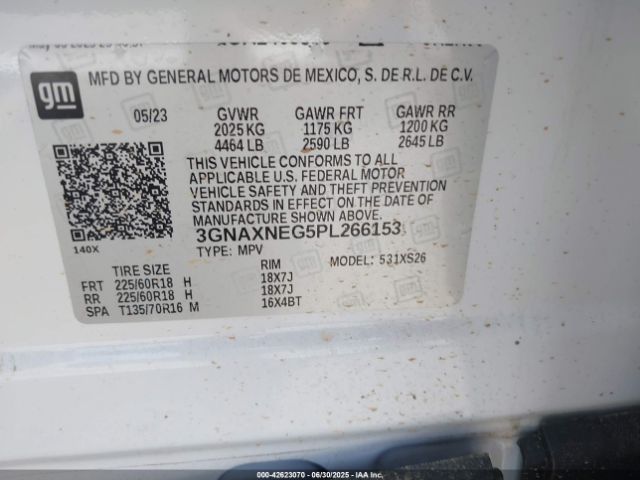 gm
MFD BY GENERAL MOTORS DE MEXICO, S. DE R.L. DE C.V.
05/23 GVWR GAWR FRT GAWR RR
2025 KG 1175 KG 1200 KG
4464 LB 2590 LB 2645 LB
THIS VEHICLE CONFORMS TO ALL
APPLICABLE U.S. FEDERAL MOTOR
VEHICLE SAFETY AND THEFT PREVENTION
STANDARDS IN EFFECT ON THE DATE OF
MANUFACTURE SHOWN ABOVE.
3GNAXNEG5PL266153
140X TYPE: MPV MODEL: 531XS26
TIRE SIZE RIM
FRT 225/60R18 H 18X7J
RR 225/60R18 H 18X7J
SPA T135/70R16 M 16X4BT
00-42623070 - 06/30/2025 - Copyright © IAA, Inc.